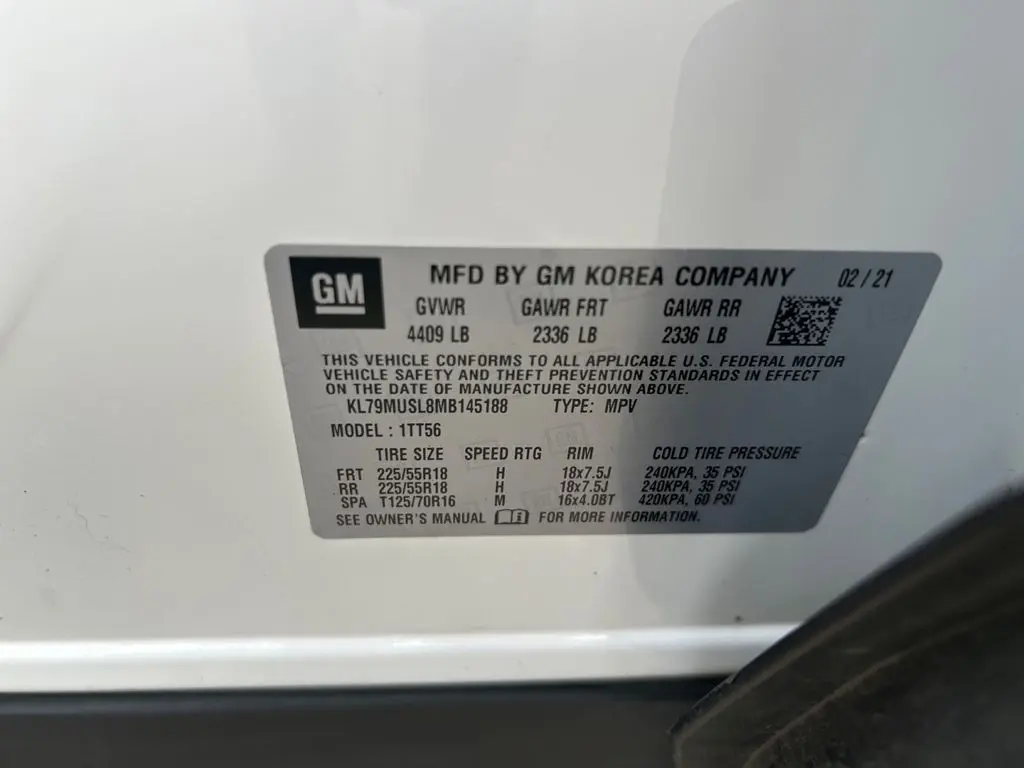 GM
MFD BY GM KOREA COMPANY 02 / 21
GVWR GAWR FRT GAWR RR
4409 LB 2336 LB 2336 LB
THIS VEHICLE CONFORMS TO ALL APPLICABLE U.S. FEDERAL MOTOR
VEHICLE SAFETY AND THEFT PREVENTION STANDARDS IN EFFECT
ON THE DATE OF MANUFACTURE SHOWN ABOVE.
KL79MUSL8MB145188 TYPE: MPV
MODEL : 1TT56
TIRE SIZE SPEED RTG RIM COLD TIRE PRESSURE
FRT 225/55R18 H 18x7.5J 240KPA, 35 PSI
RR 225/55R18 H 18x7.5J 240KPA, 35 PSI
SPA T125/70R16 M 16x4.0BT 420KPA, 60 PSI
SEE OWNER'S MANUAL FOR MORE INFORMATION.